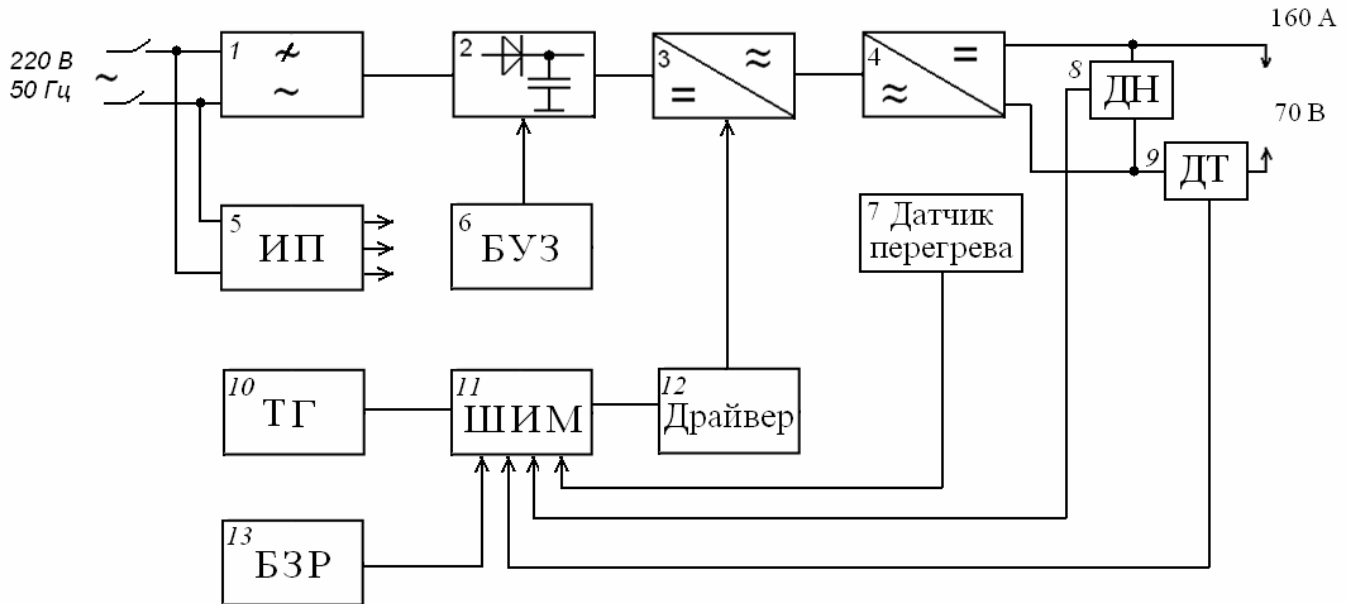 160 А
220 В
50 Гц
~
1
~
~
2
3
≈
=
4
=
≈
8
ДН
70 В
9
ДТ
5
ИП
6
БУЗ
7 Датчик
перегрева
10
ТГ
11
ШИМ
12
Драйвер
13
БЗР